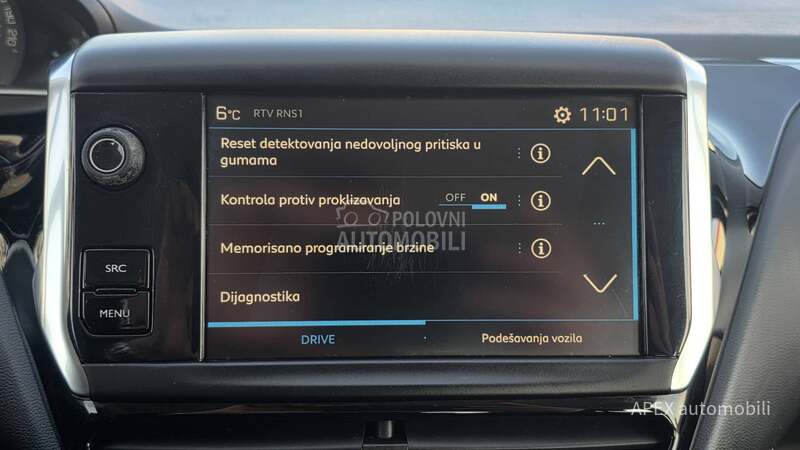 6°C RTV RNS1 11:01
Reset detektovanja nedovoljnog pritiska u
gumama
Kontrola protiv proklizavanja OFF ON
Memorisano programiranje brzine
Dijagnostika
DRIVE Podešavanja vozila
SRC
MENU
POLOVNI
AUTOMOBILI
APEX automobili